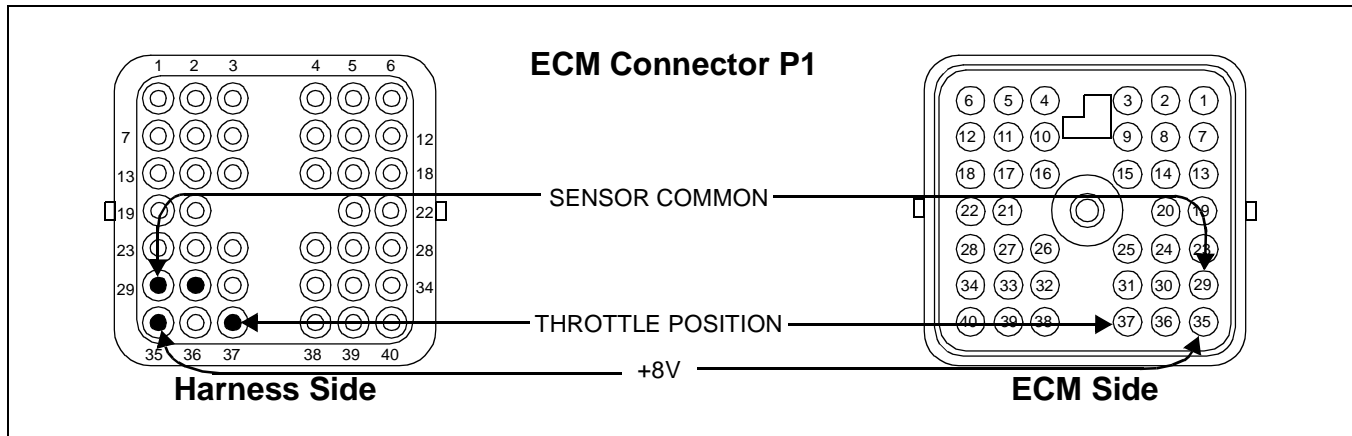 ECM Connector P1
1 2 3 4 5 6
7 12
13 18
19 22
23 28
29 34
35 36 37 38 39 40
Harness Side
SENSOR COMMON
THROTTLE POSITION
+8V
6 5 4 3 2 1
12 11 10 9 8 7
18 17 16 15 14 13
22 21 20 19
28 27 26 25 24 23
34 33 32 31 30 29
40 39 38 37 36 35
ECM Side